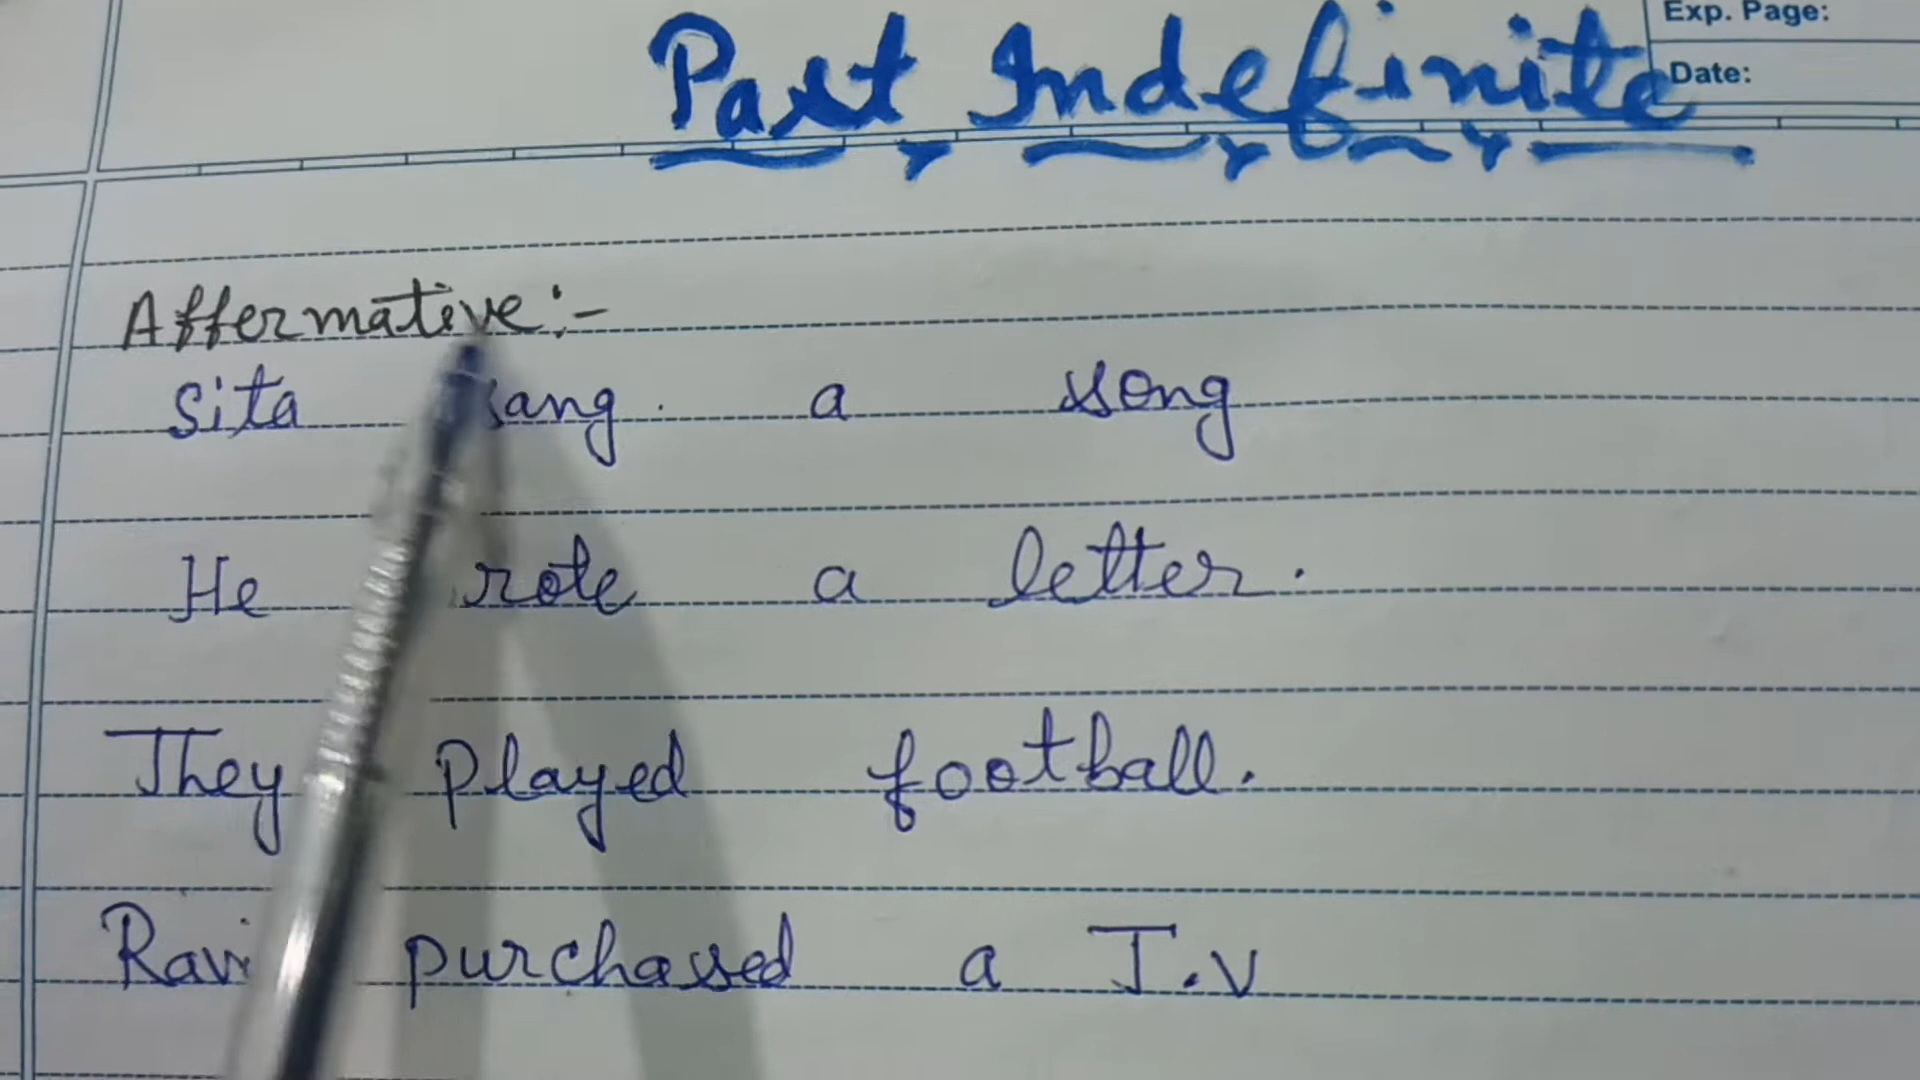 Exp. Page:
Past Indefinite
Date:
Affermative:-
Sita sang a song
He rote a letter.
They played football.
Ravi purchased a T.V